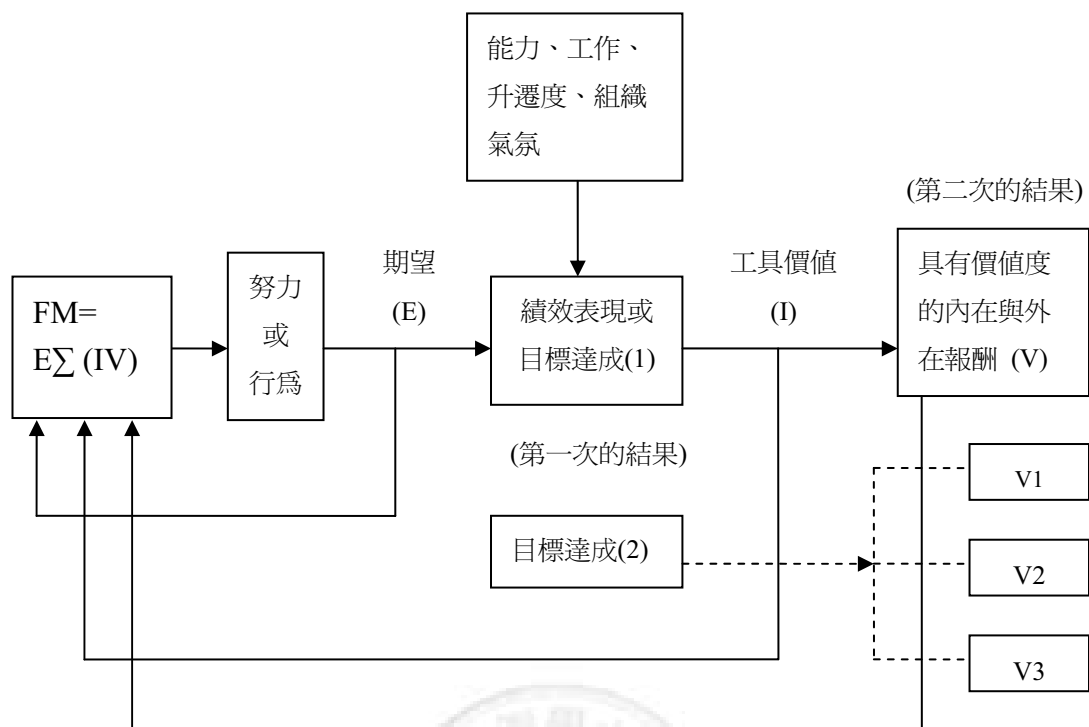 能力、工作、
升遷度、組織
氣氛
(第二次的結果)
FM=
E∑ (IV)
努力
或
行爲
期望
(E)
績效表現或
目標達成(1)
工具價值
(I)
具有價值度
的內在與外
在報酬 (V)
(第一次的結果)
目標達成(2)
V1
V2
V3